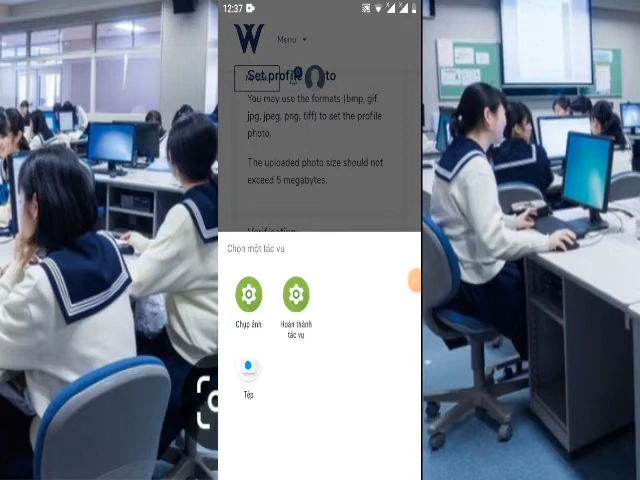 12:37
W
Menu
Set profile
to
You may use the formats (bmp, gif,
jpg, jpeg, png, tiff) to set the profile
photo.
The uploaded photo size should not
exceed 5 megabytes.
Verification
Chọn một tác vụ
Chụp ảnh
Hoàn thành
tác vụ
Tệp